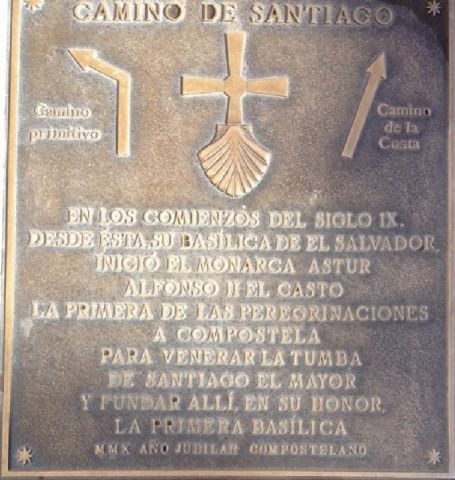 CAMINO DE SANTIAGO
Camino
primitivo
Camino
de la
Costa
EN LOS COMIENZOS DEL SIGLO IX.
DESDE ÉSTA, SU BASÍLICA DE EL SALVADOR,
INICIÓ EL MONARCA ASTUR
ALFONSO II EL CASTO
LA PRIMERA DE LAS PEREGRINACIONES
A COMPOSTELA
PARA VENERAR LA TUMBA
DE SANTIAGO EL MAYOR
Y FUNDAR ALLÍ, EN SU HONOR,
LA PRIMERA BASÍLICA
MMX AÑO JUBILAR COMPOSTELANO